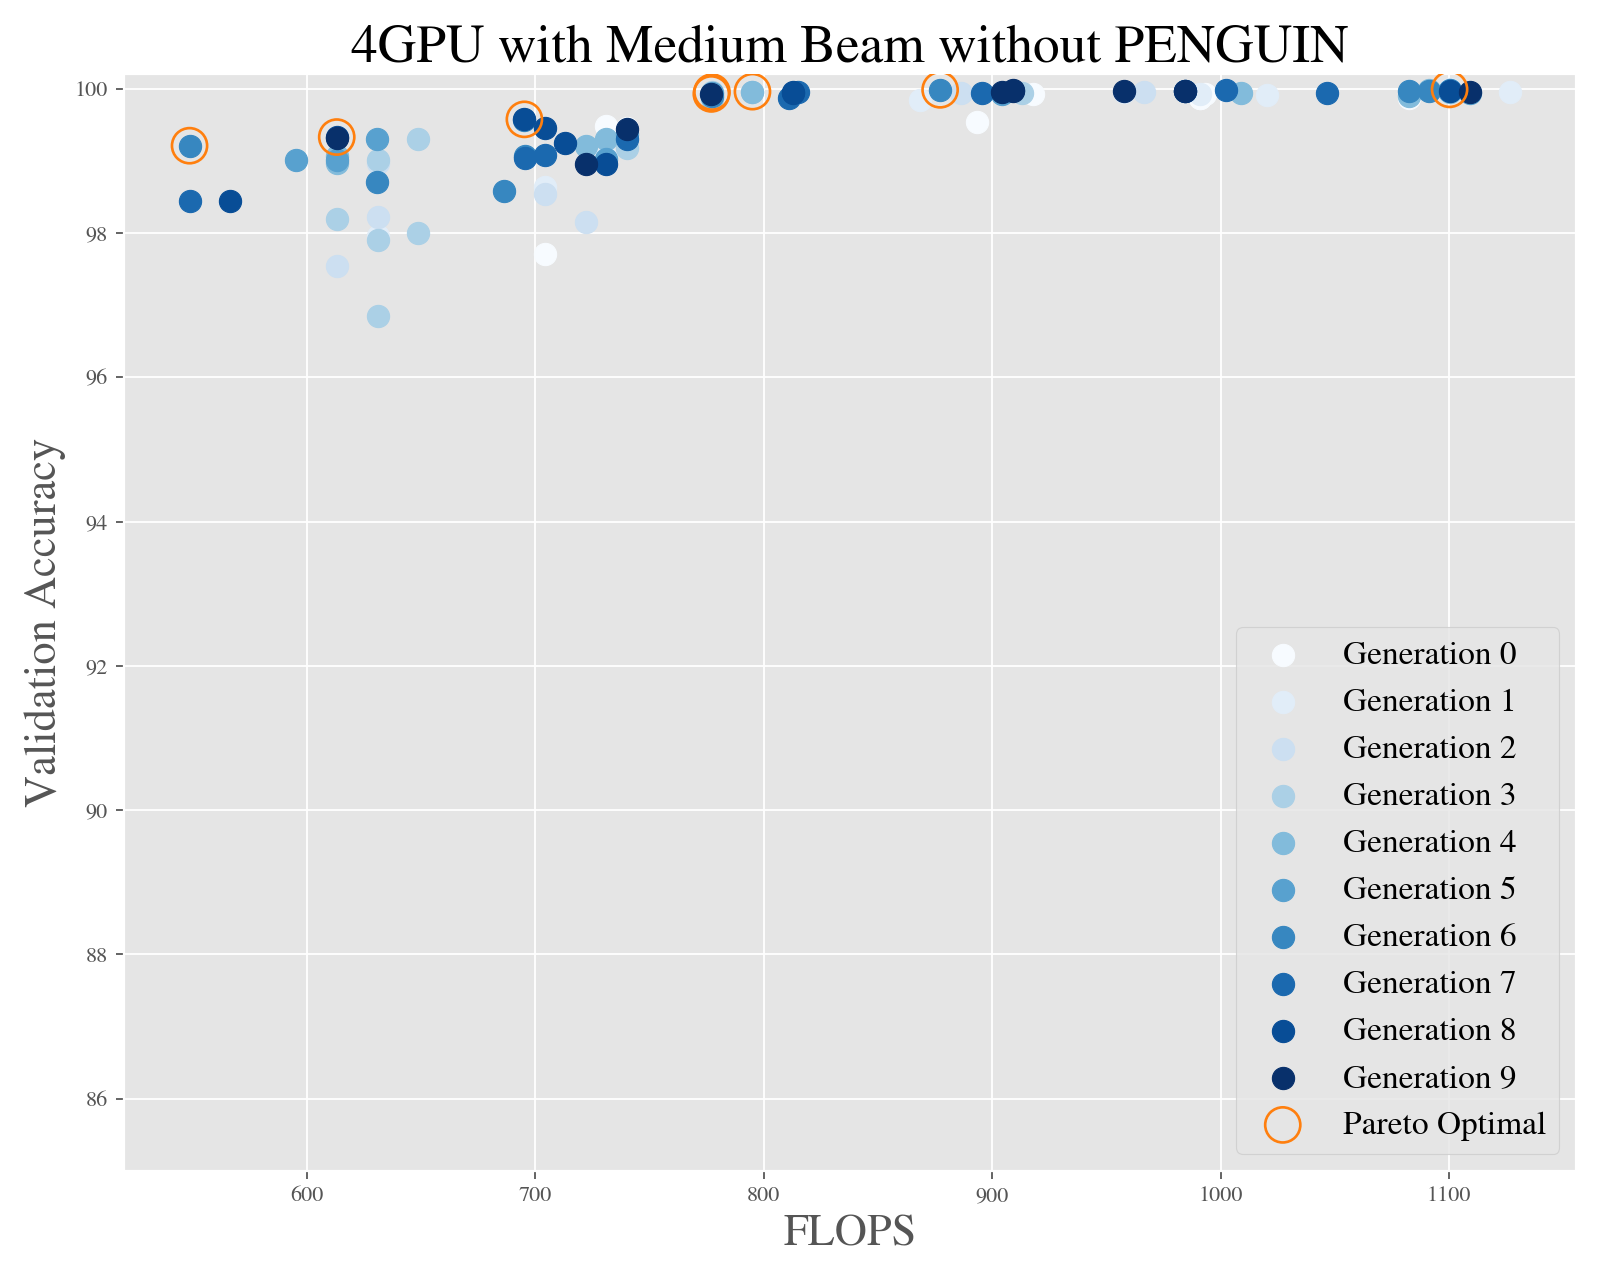 4GPU with Medium Beam without PENGUIN
100
98
96
94
92
90
88
86
Validation Accuracy
600
700
800
900
1000
1100
FLOPS
Generation 0
Generation 1
Generation 2
Generation 3
Generation 4
Generation 5
Generation 6
Generation 7
Generation 8
Generation 9
Pareto Optimal